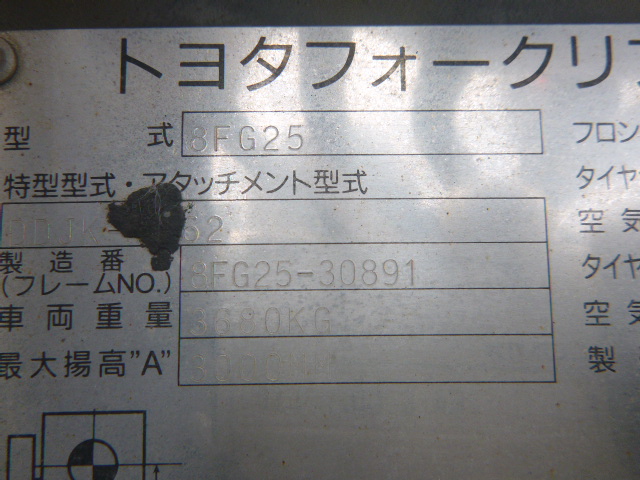 トヨタフォークリフ
型 式 8FG25 フロン
特型型式・アタッチメント型式 タイヤ
62 空気
製造番
(フレームNO.) 8FG25-30891 タイヤ
車両重量 空気
最大揚高"A" 製